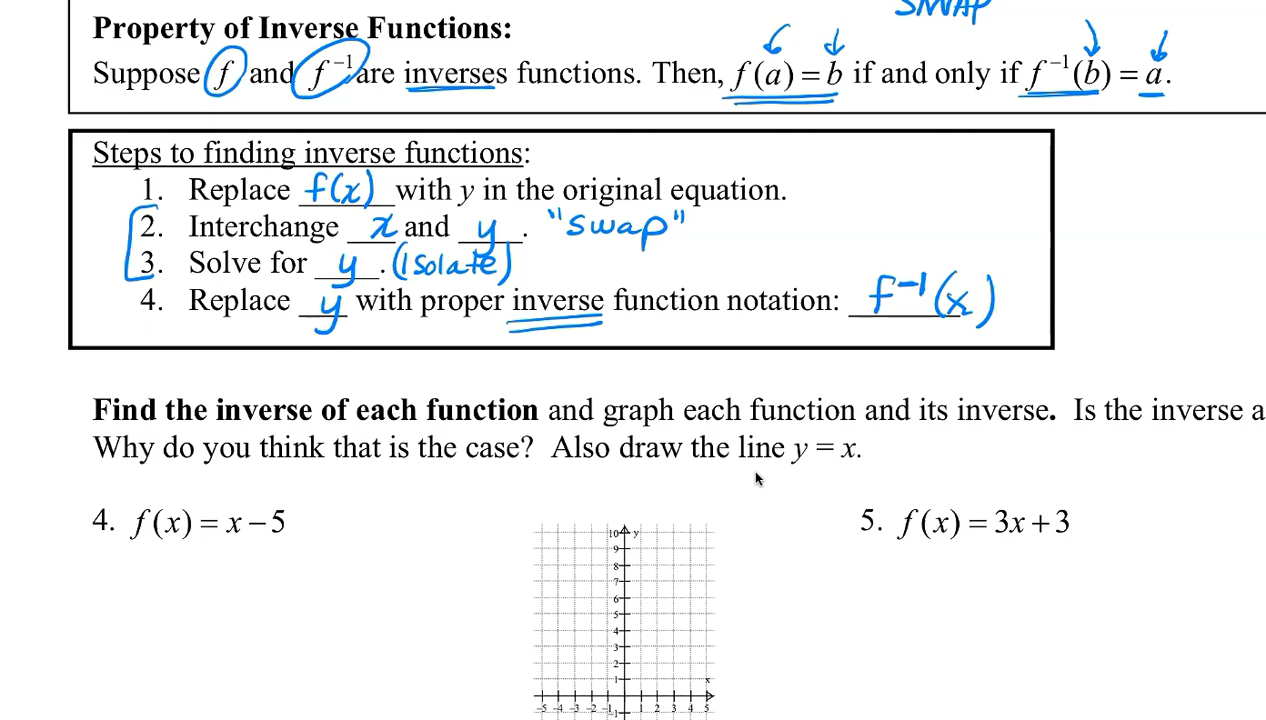 SWAP
Property of Inverse Functions:
Suppose f and f⁻¹ are inverses functions. Then, f(a) = b if and only if f⁻¹(b) = a.
Steps to finding inverse functions:
1. Replace f(x) with y in the original equation.
2. Interchange x and y. "Swap"
3. Solve for y. (Isolate)
4. Replace y with proper inverse function notation: f⁻¹(x)
Find the inverse of each function and graph each function and its inverse. Is the inverse a
Why do you think that is the case? Also draw the line y = x.
4. f(x) = x − 5
5. f(x) = 3x + 3
10 y
9
8
7
6
5
4
3
2
1 x
-5 -4 -3 -2 -1 1 2 3 4 5
-1